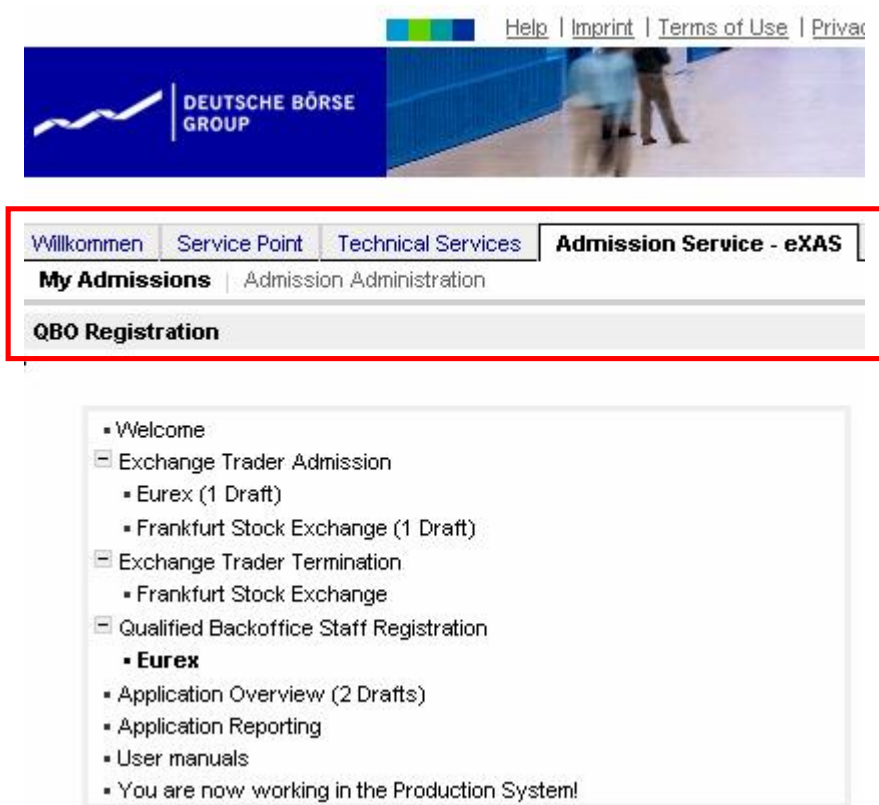 Help | Imprint | Terms of Use |
DEUTSCHE BÖRSE
GROUP
Willkommen Service Point Technical Services Admission Service - eXAS
My Admissions | Admission Administration
QBO Registration
Welcome
Exchange Trader Admission
Eurex (1 Draft)
Frankfurt Stock Exchange (1 Draft)
Exchange Trader Termination
Frankfurt Stock Exchange
Qualified Backoffice Staff Registration
Eurex
Application Overview (2 Drafts)
Application Reporting
User manuals
You are now working in the Production System!